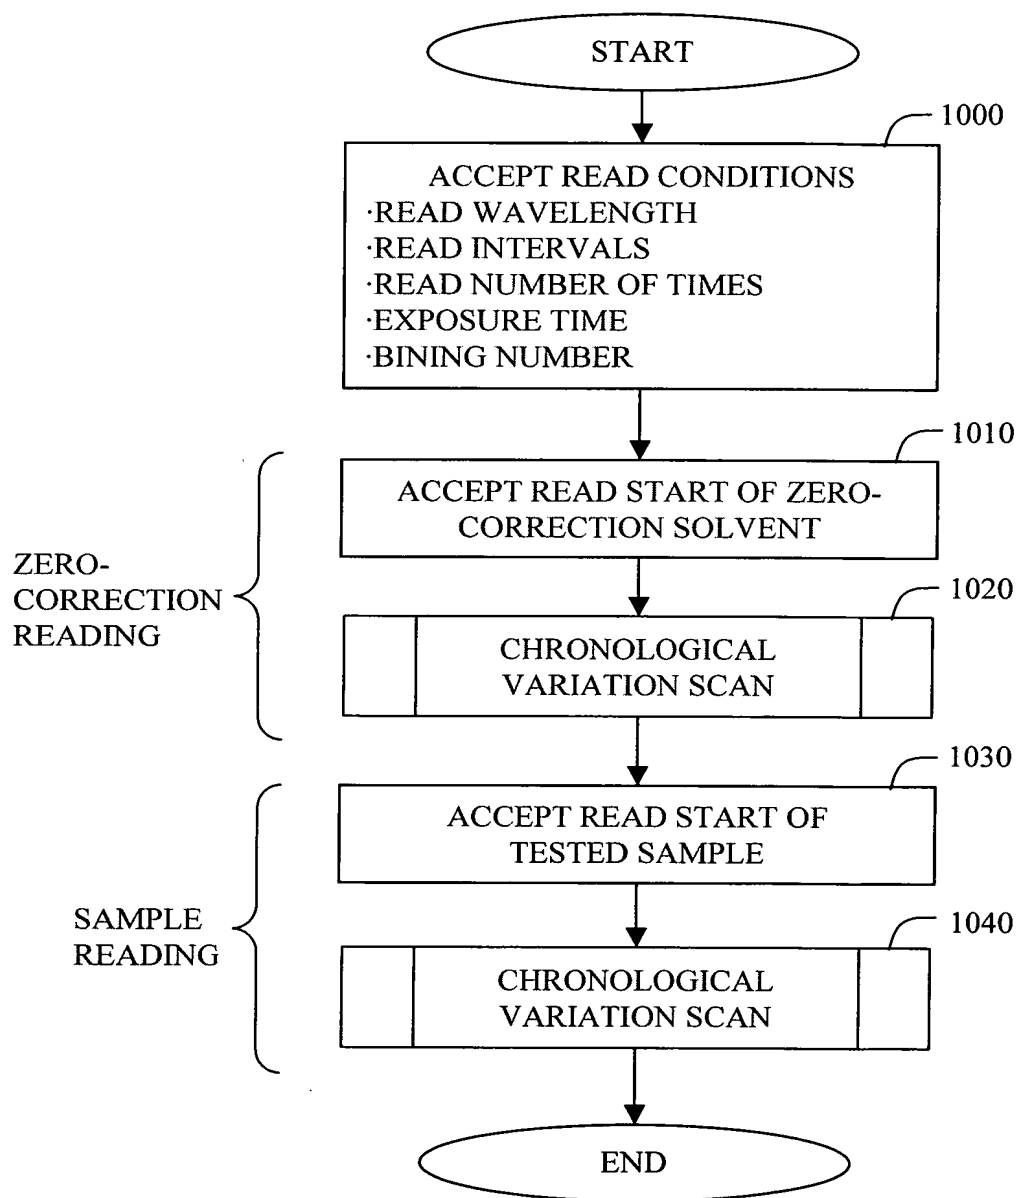 START
1000
ACCEPT READ CONDITIONS
·READ WAVELENGTH
·READ INTERVALS
·READ NUMBER OF TIMES
·EXPOSURE TIME
·BINING NUMBER
1010
ACCEPT READ START OF ZERO-
CORRECTION SOLVENT
ZERO-
CORRECTION
READING
1020
CHRONOLOGICAL
VARIATION SCAN
1030
ACCEPT READ START OF
TESTED SAMPLE
SAMPLE
READING
1040
CHRONOLOGICAL
VARIATION SCAN
END